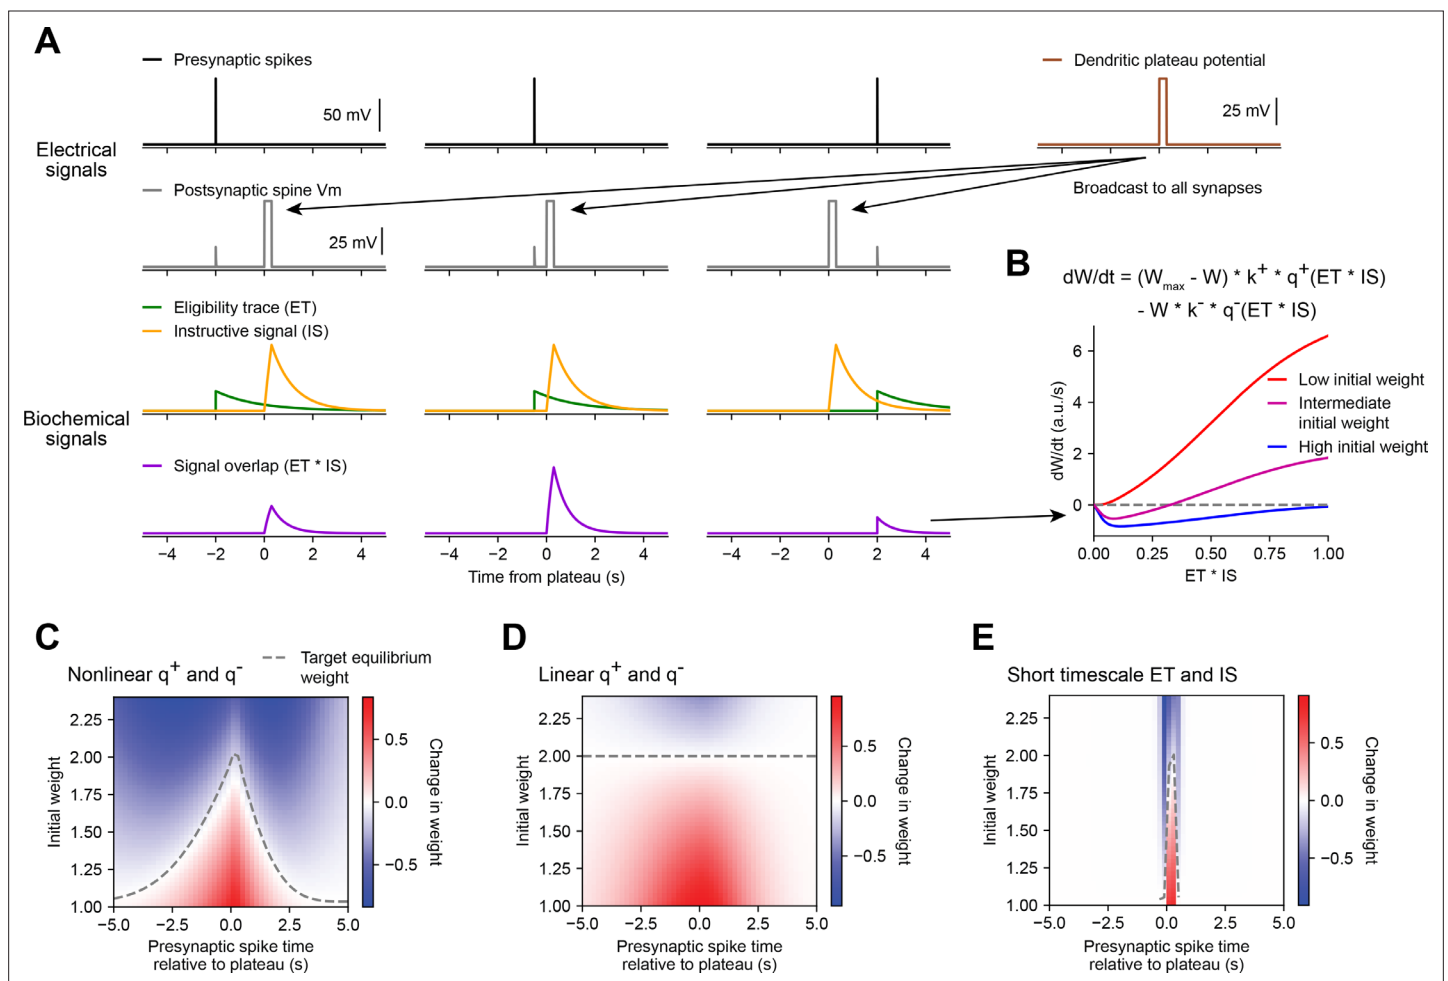 A
Presynaptic spikes
Dendritic plateau potential
50 mV
25 mV
Electrical
signals
Postsynaptic spine Vm
Broadcast to all synapses
25 mV
B
dW/dt = (Wmax - W) * k+ * q+(ET * IS)
- W * k- * q-(ET * IS)
Eligibility trace (ET)
Instructive signal (IS)
Biochemical
signals
Signal overlap (ET * IS)
−4 −2 0 2 4
−4 −2 0 2 4
−4 −2 0 2 4
Time from plateau (s)
dW/dt (a.u./s)
6
4
2
0
Low initial weight
Intermediate
initial weight
High initial weight
0.00 0.25 0.50 0.75 1.00
ET * IS
C
Nonlinear q+ and q-
Target equilibrium
weight
Initial weight
2.25
2.00
1.75
1.50
1.25
1.00
−5.0 −2.5 0.0 2.5 5.0
Presynaptic spike time
relative to plateau (s)
0.5
0.0
−0.5
Change in weight
D
Linear q+ and q-
Initial weight
2.25
2.00
1.75
1.50
1.25
1.00
−5.0 −2.5 0.0 2.5 5.0
Presynaptic spike time
relative to plateau (s)
0.5
0.0
−0.5
Change in weight
E
Short timescale ET and IS
Initial weight
2.25
2.00
1.75
1.50
1.25
1.00
−5.0 −2.5 0.0 2.5 5.0
Presynaptic spike time
relative to plateau (s)
0.5
0.0
−0.5
Change in weight